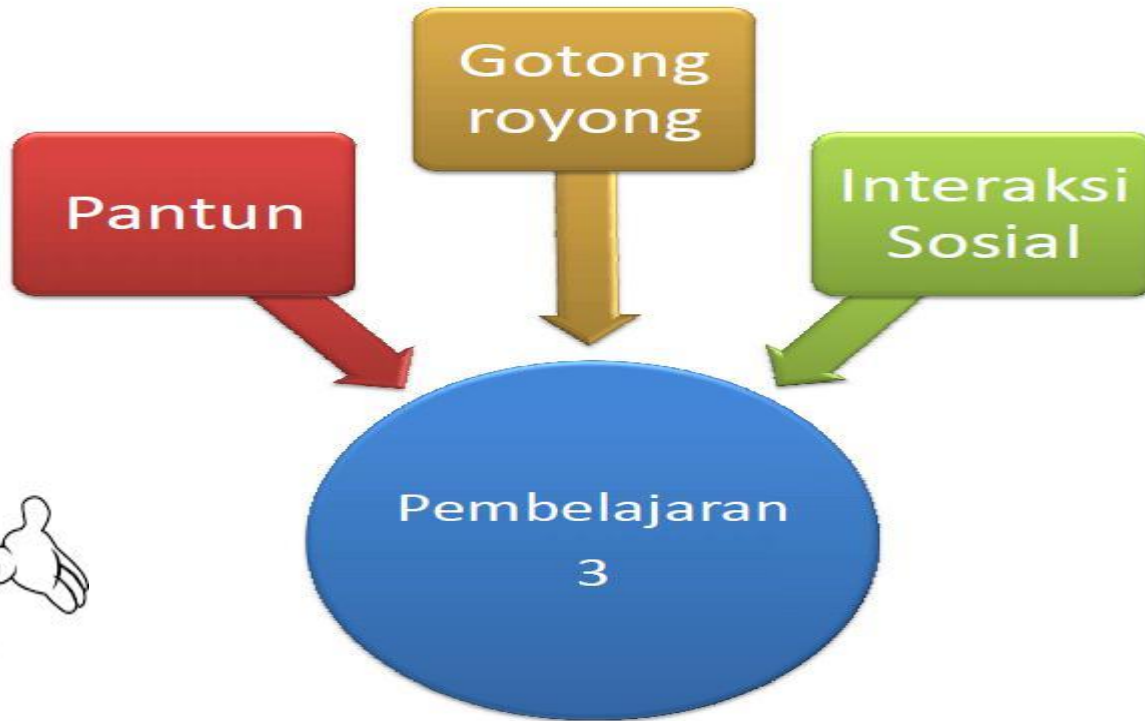 Pantun
Gotong
royong
Interaksi
Sosial
Pembelajaran
3